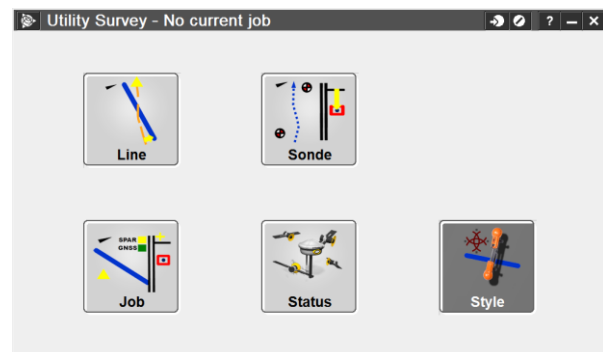 Utility Survey - No current job
?
Line
Sonde
SPAR
GNSS
Job
Status
Style